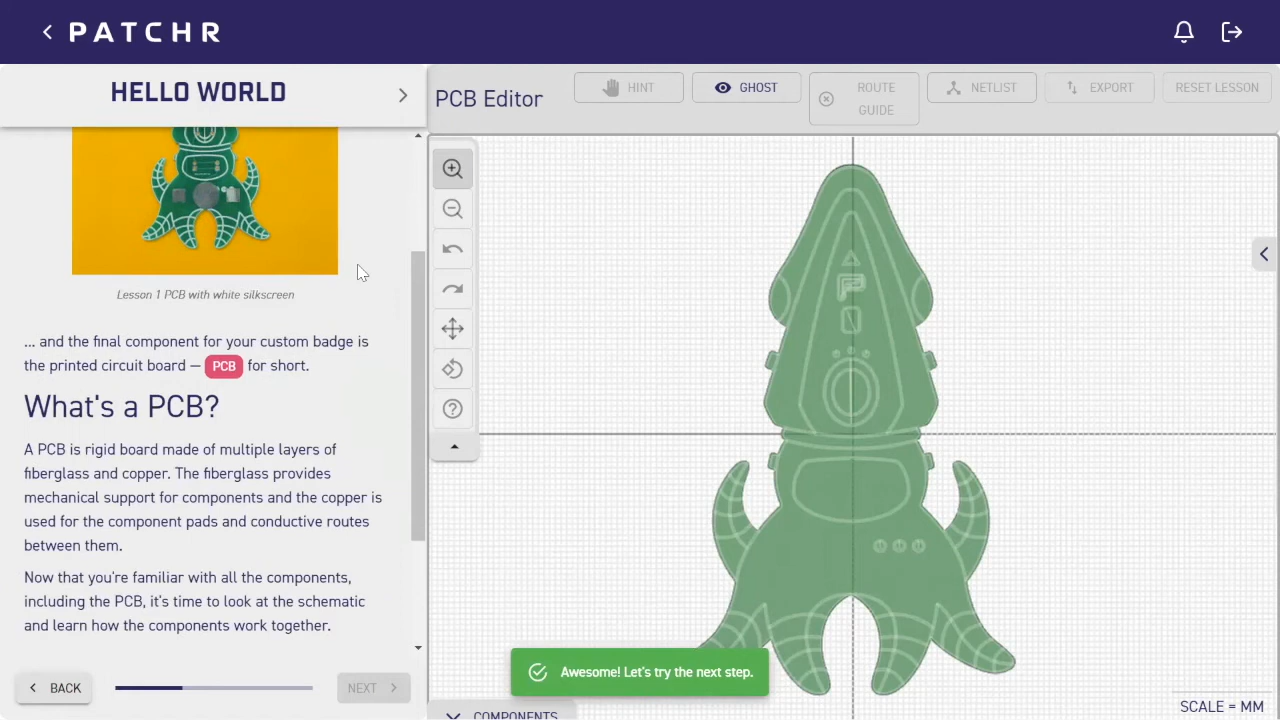 PATCHR
HELLO WORLD
PCB Editor
HINT
GHOST
ROUTE
GUIDE
NETLIST
EXPORT
RESET LESSON
Lesson 1 PCB with white silkscreen
... and the final component for your custom badge is
the printed circuit board — PCB for short.
What's a PCB?
A PCB is rigid board made of multiple layers of
fiberglass and copper. The fiberglass provides
mechanical support for components and the copper is
used for the component pads and conductive routes
between them.
Now that you're familiar with all the components,
including the PCB, it's time to look at the schematic
and learn how the components work together.
BACK
NEXT
Awesome! Let's try the next step.
COMPONENTS
SCALE = MM